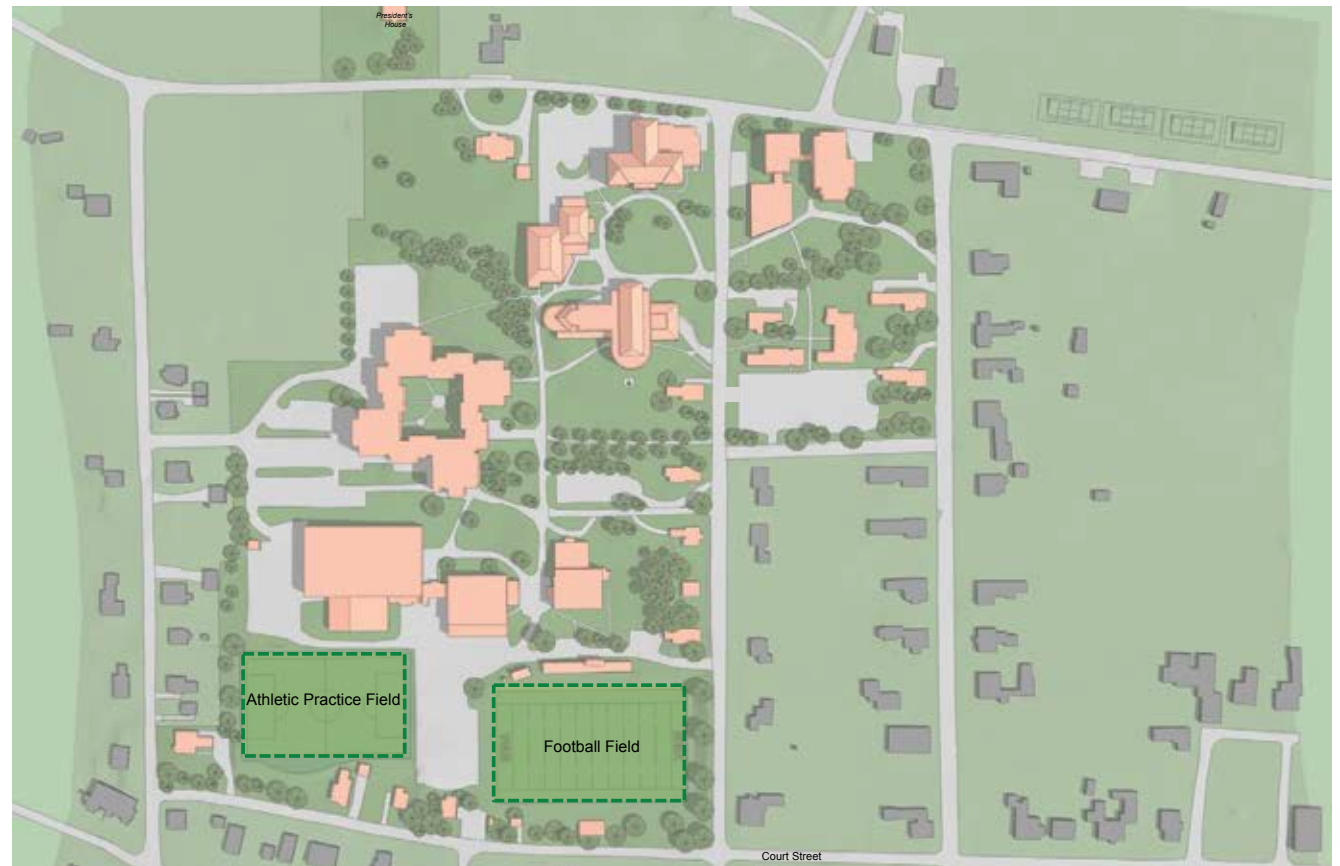 President's
House
Athletic Practice Field
Football Field
Court Street